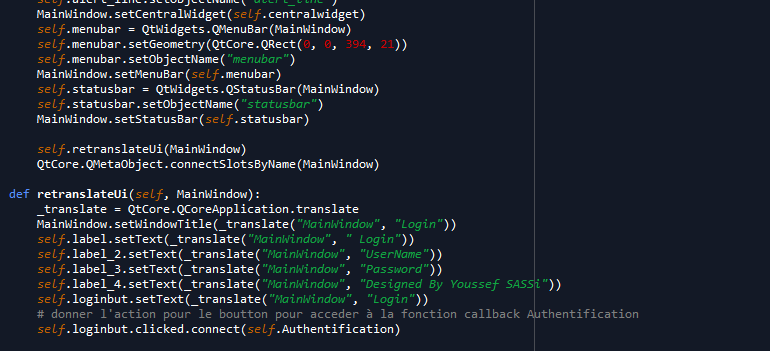 self.alert_line.setObjectName("alert_line")
MainWindow.setCentralWidget(self.centralwidget)
self.menubar = QtWidgets.QMenuBar(MainWindow)
self.menubar.setGeometry(QtCore.QRect(0, 0, 394, 21))
self.menubar.setObjectName("menubar")
MainWindow.setMenuBar(self.menubar)
self.statusbar = QtWidgets.QStatusBar(MainWindow)
self.statusbar.setObjectName("statusbar")
MainWindow.setStatusBar(self.statusbar)
self.retranslateUi(MainWindow)
QtCore.QMetaObject.connectSlotsByName(MainWindow)
def retranslateUi(self, MainWindow):
_translate = QtCore.QCoreApplication.translate
MainWindow.setWindowTitle(_translate("MainWindow", "Login"))
self.label.setText(_translate("MainWindow", " Login"))
self.label_2.setText(_translate("MainWindow", "UserName"))
self.label_3.setText(_translate("MainWindow", "Password"))
self.label_4.setText(_translate("MainWindow", "Designed By Youssef SASSi"))
self.loginbut.setText(_translate("MainWindow", "Login"))
# donner l'action pour le boutton pour acceder à la fonction callback Authentification
self.loginbut.clicked.connect(self.Authentification)